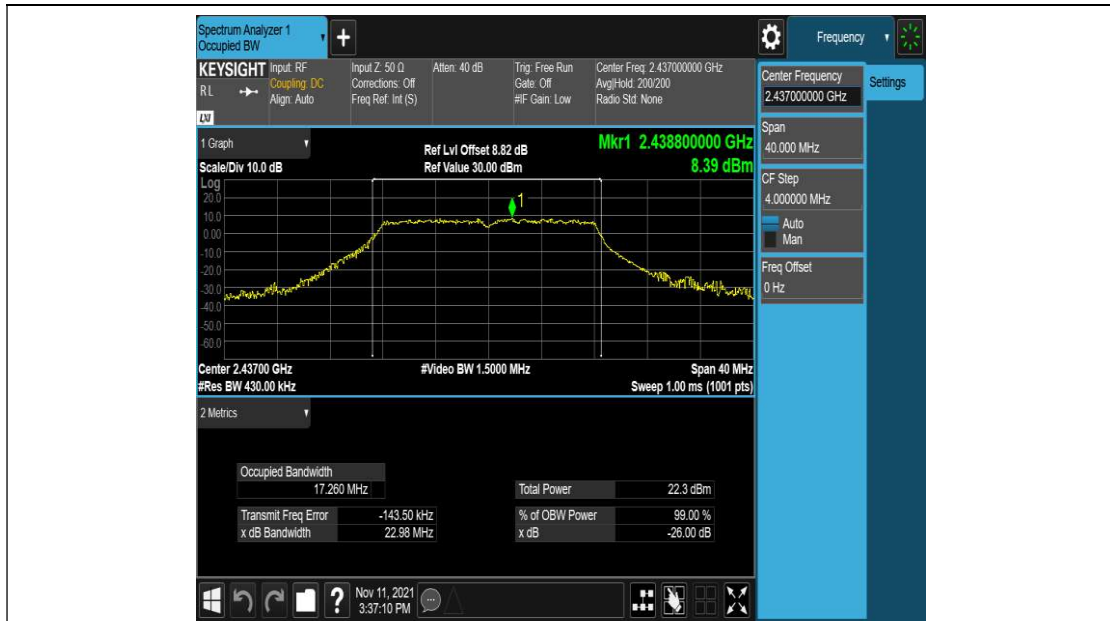 Spectrum Analyzer 1
Occupied BW
+
Frequency
KEYSIGHT
RL
LXI
Input: RF
Coupling: DC
Align: Auto
Input Z: 50 Ω
Corrections: Off
Freq Ref: Int (S)
Atten: 40 dB
Trig: Free Run
Gate: Off
#IF Gain: Low
Center Freq: 2.437000000 GHz
Avg|Hold: 200/200
Radio Std: None
Center Frequency
2.437000000 GHz
Settings
Span
40.000 MHz
CF Step
4.000000 MHz
Auto
Man
Freq Offset
0 Hz
1 Graph
Scale/Div 10.0 dB
Ref Lvl Offset 8.82 dB
Ref Value 30.00 dBm
Mkr1 2.438800000 GHz
8.39 dBm
Log
20.0
10.0
0.00
-10.0
-20.0
-30.0
-40.0
-50.0
-60.0
1
Center 2.43700 GHz
#Res BW 430.00 kHz
#Video BW 1.5000 MHz
Span 40 MHz
Sweep 1.00 ms (1001 pts)
2 Metrics
Occupied Bandwidth
17.260 MHz
Total Power 22.3 dBm
Transmit Freq Error -143.50 kHz
% of OBW Power 99.00 %
x dB Bandwidth 22.98 MHz
x dB -26.00 dB
?
Nov 11, 2021
3:37:10 PM